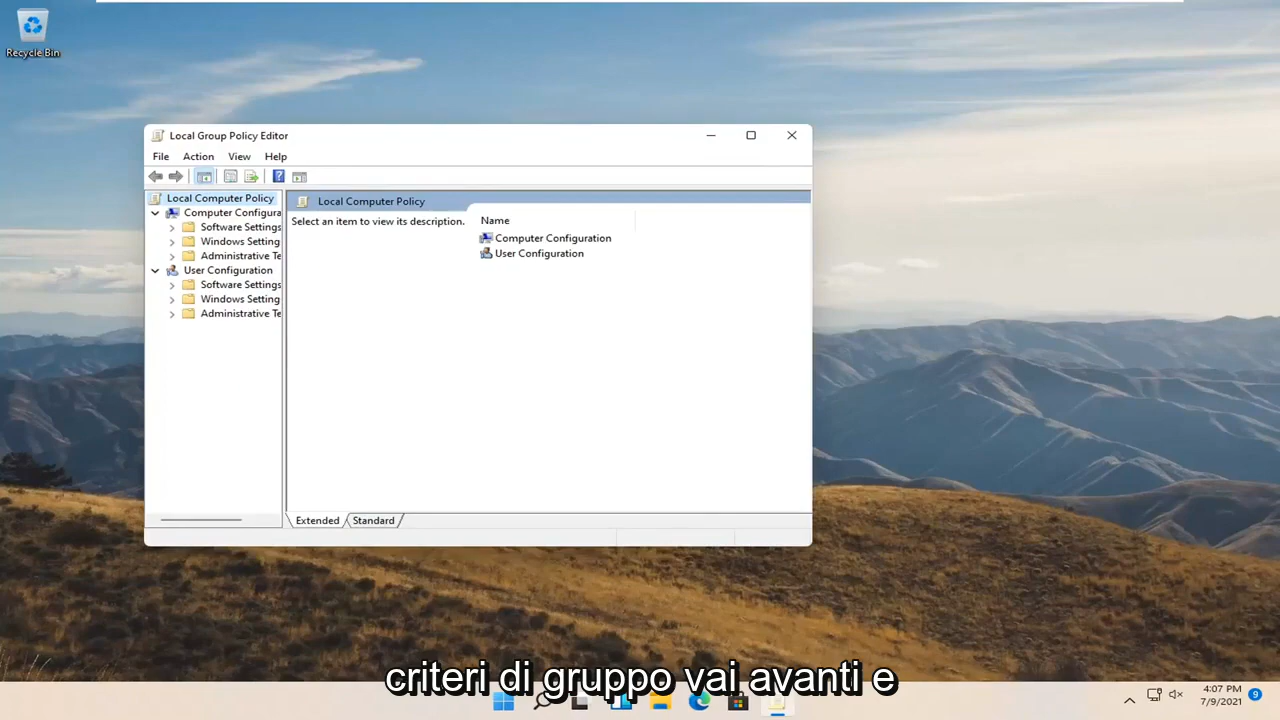 Recycle Bin
Local Group Policy Editor
File Action View Help
Local Computer Policy
Computer Configura
Software Settings
Windows Setting
Administrative Te
User Configuration
Software Settings
Windows Setting
Administrative Te
Local Computer Policy
Select an item to view its description.
Name
Computer Configuration
User Configuration
Extended Standard
criteri di gruppo vai avanti e
4:07 PM
7/9/2021
9